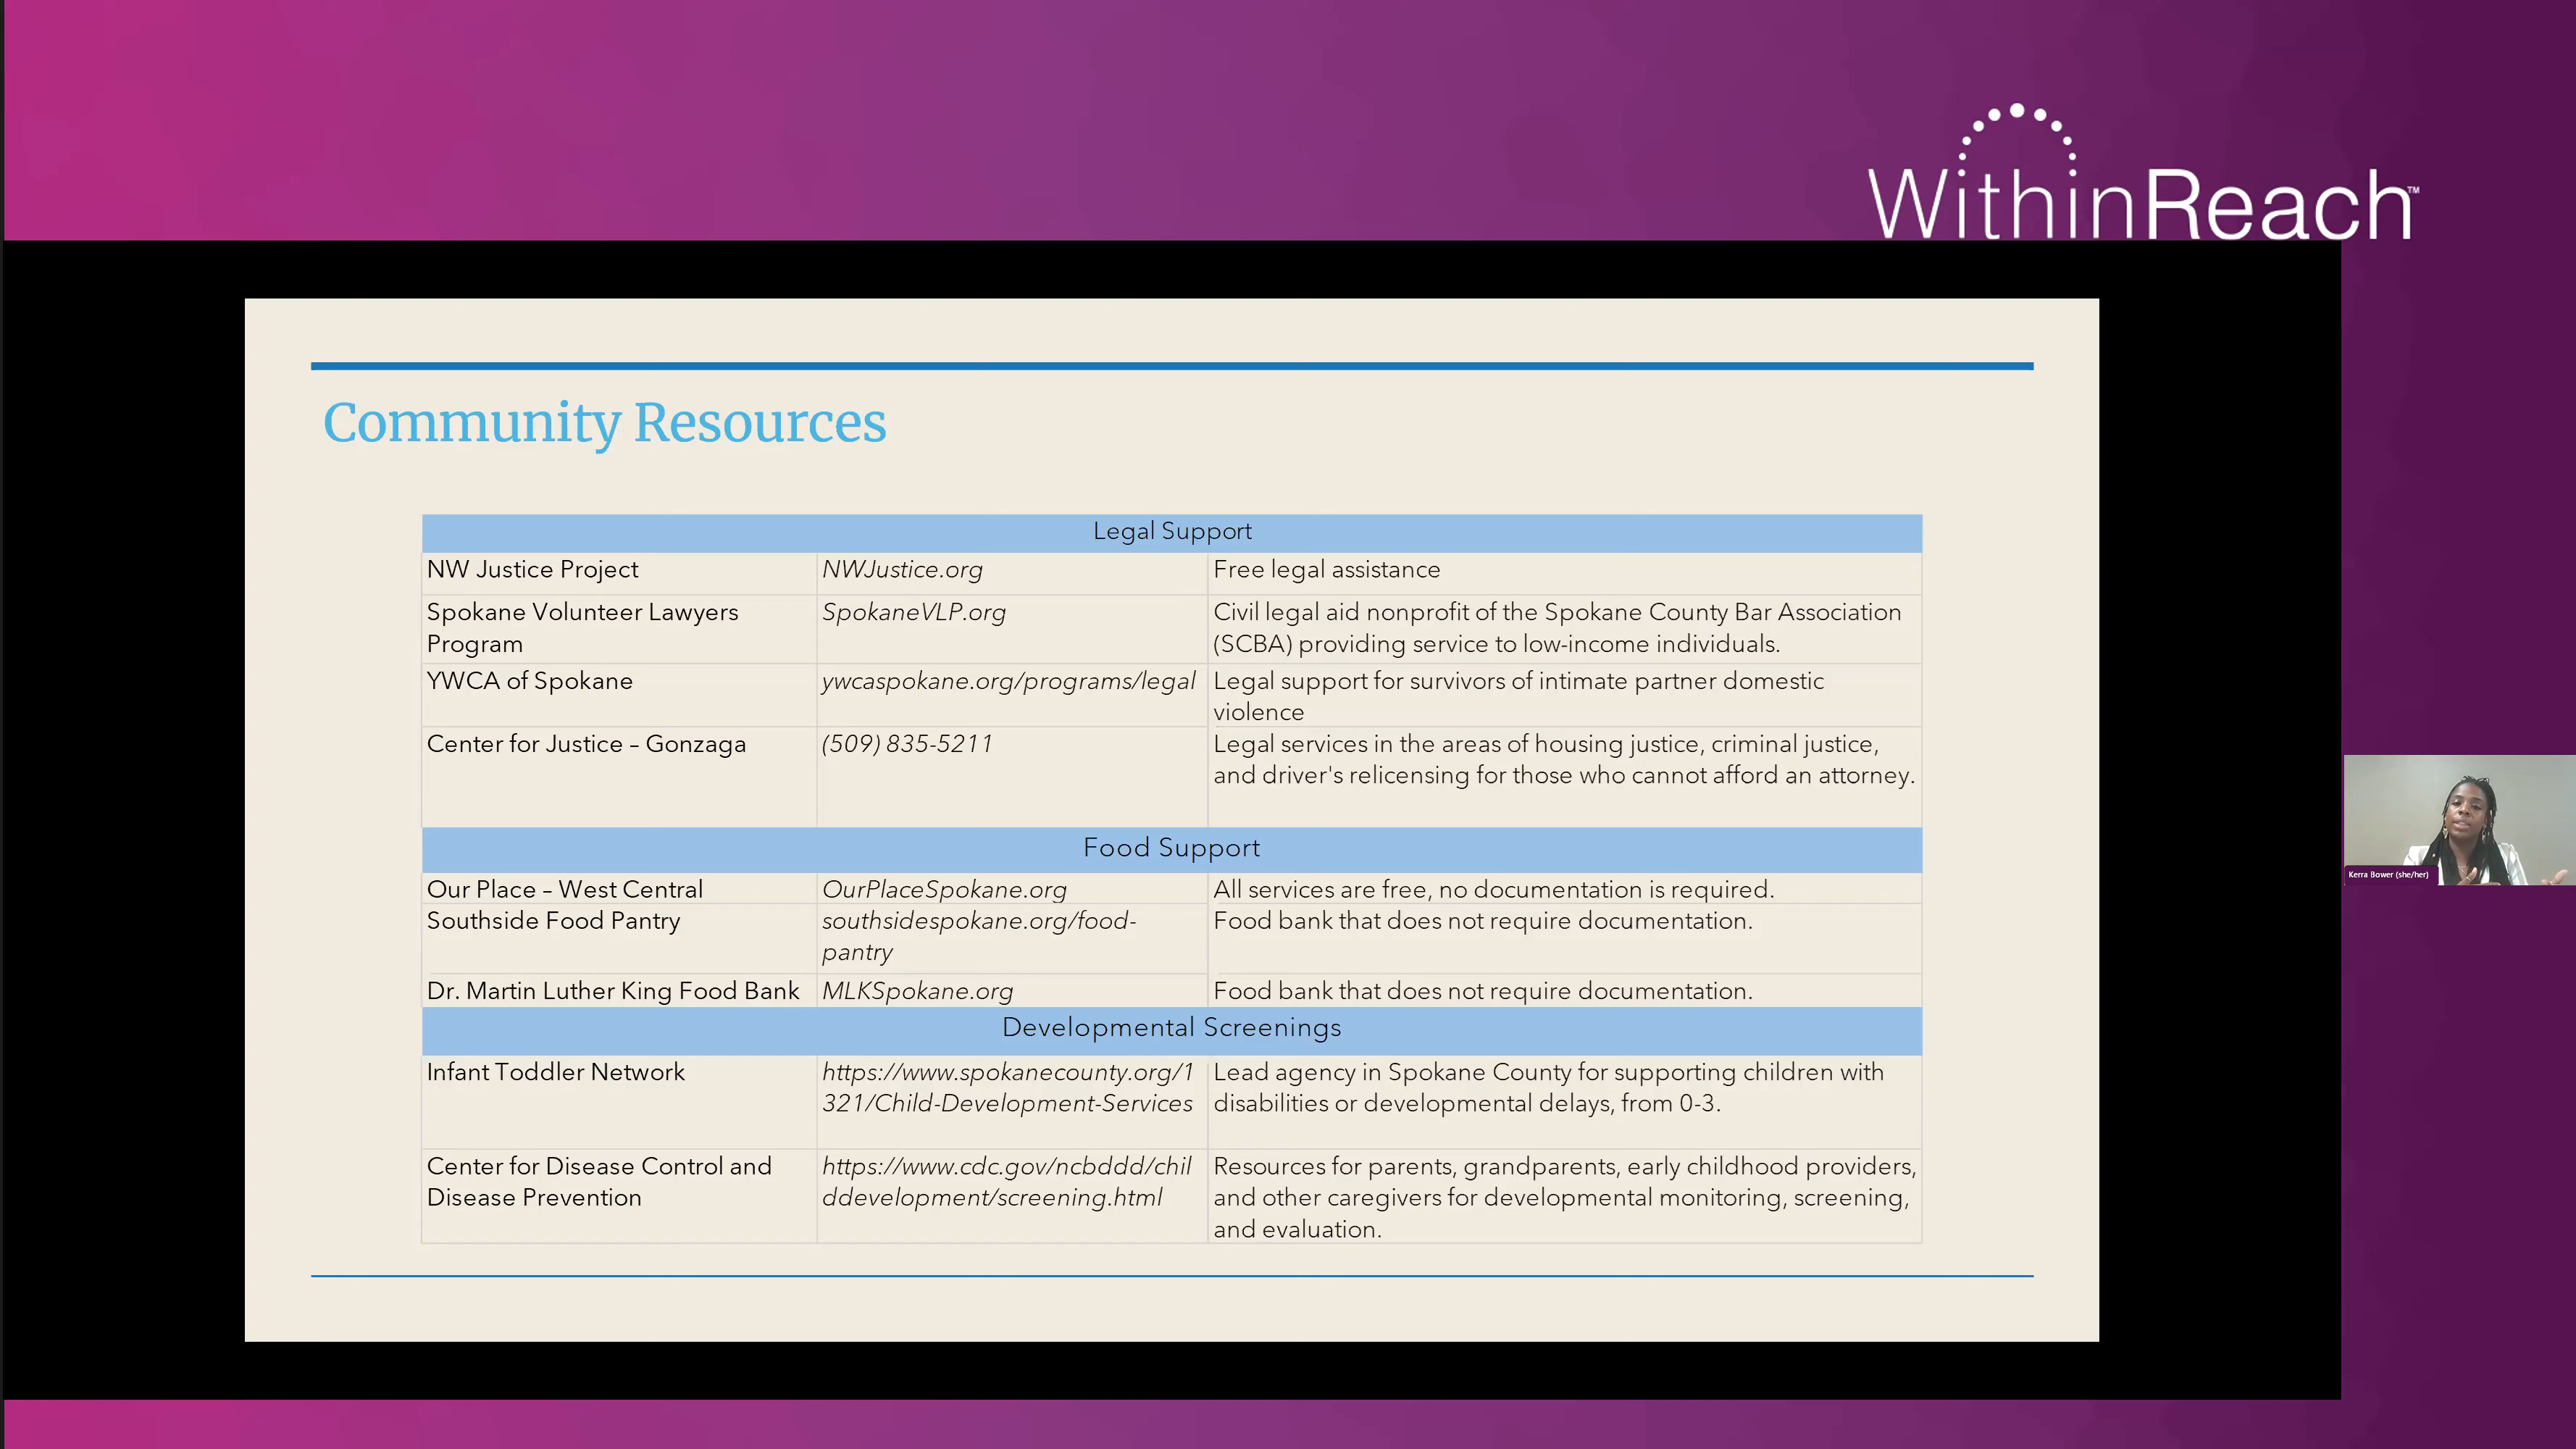 WithinReach™
Community Resources
Legal Support
NW Justice Project
NWJustice.org
Free legal assistance
Spokane Volunteer Lawyers
Program
SpokaneVLP.org
Civil legal aid nonprofit of the Spokane County Bar Association
(SCBA) providing service to low-income individuals.
YWCA of Spokane
ywcaspokane.org/programs/legal
Legal support for survivors of intimate partner domestic
violence
Center for Justice – Gonzaga
(509) 835-5211
Legal services in the areas of housing justice, criminal justice,
and driver's relicensing for those who cannot afford an attorney.
Food Support
Our Place – West Central
OurPlaceSpokane.org
All services are free, no documentation is required.
Southside Food Pantry
southsidespokane.org/food-
pantry
Food bank that does not require documentation.
Dr. Martin Luther King Food Bank
MLKSpokane.org
Food bank that does not require documentation.
Developmental Screenings
Infant Toddler Network
https://www.spokanecounty.org/1
321/Child-Development-Services
Lead agency in Spokane County for supporting children with
disabilities or developmental delays, from 0-3.
Center for Disease Control and
Disease Prevention
https://www.cdc.gov/ncbddd/chil
ddevelopment/screening.html
Resources for parents, grandparents, early childhood providers,
and other caregivers for developmental monitoring, screening,
and evaluation.
Kerra Bower (she/her)